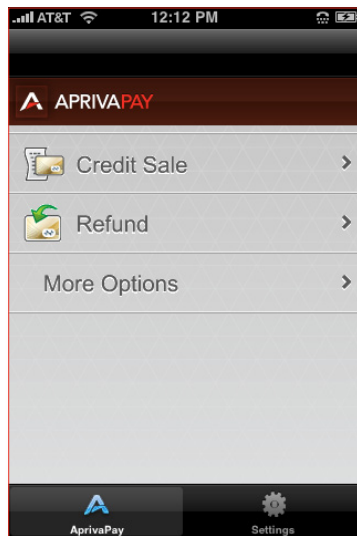 AT&T 12:12 PM
APRIVAPAY
Credit Sale
Refund
More Options
AprivaPay Settings